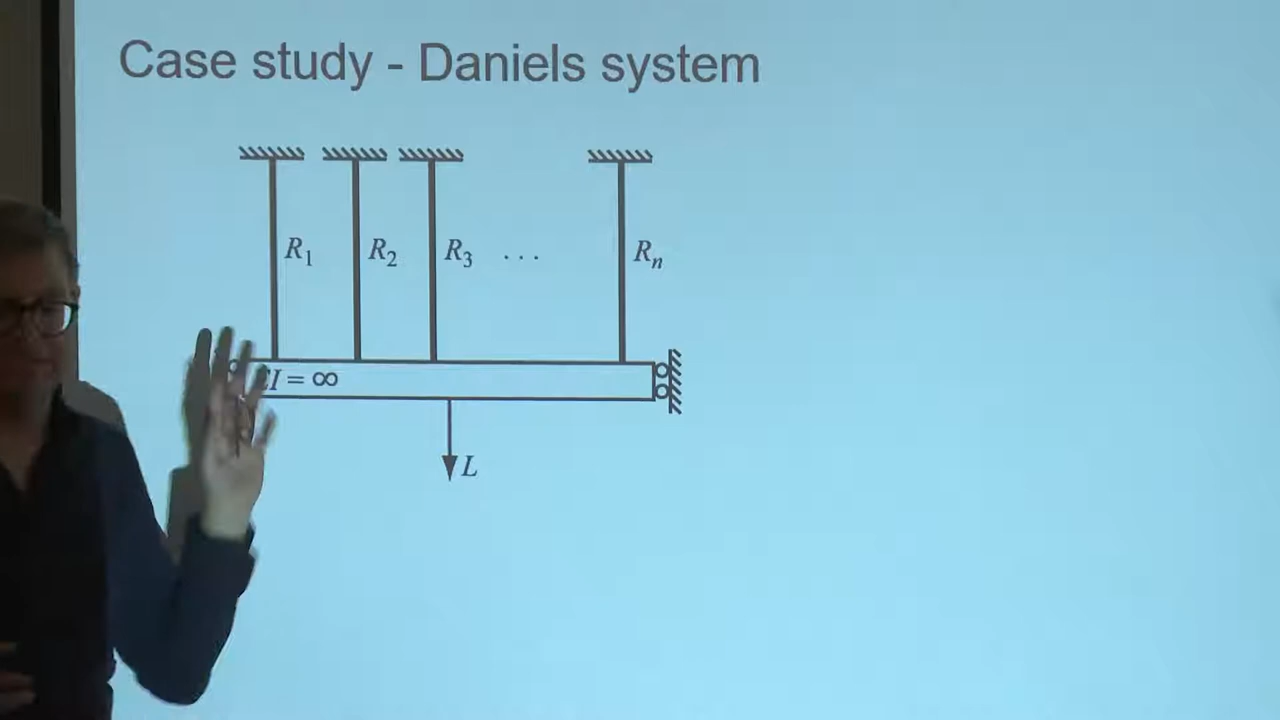 Case study - Daniels system
R1 R2 R3 ... Rn
I = ∞
L